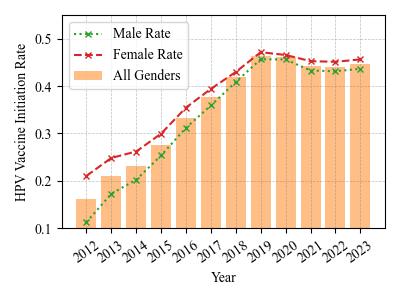 HPV Vaccine Initiation Rate
0.5
0.4
0.3
0.2
0.1
Male Rate
Female Rate
All Genders
2012 2013 2014 2015 2016 2017 2018 2019 2020 2021 2022 2023
Year